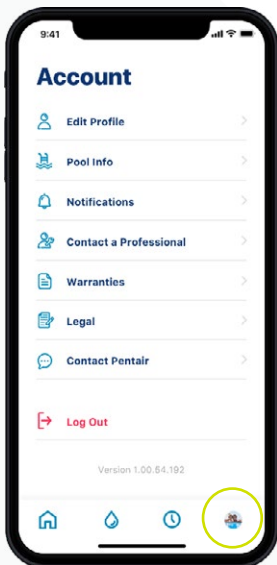 9:41
Account
Edit Profile
Pool Info
Notifications
Contact a Professional
Warranties
Legal
Contact Pentair
Log Out
Version 1.00.54.192